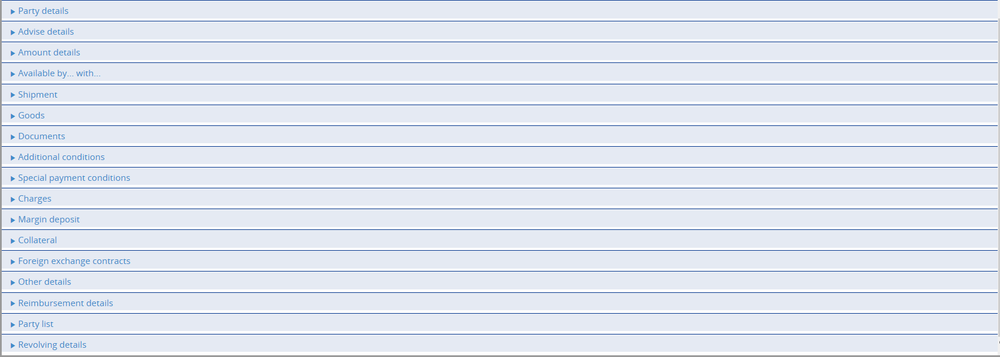 Party details
Advise details
Amount details
Available by... with...
Shipment
Goods
Documents
Additional conditions
Special payment conditions
Charges
Margin deposit
Collateral
Foreign exchange contracts
Other details
Reimbursement details
Party list
Revolving details